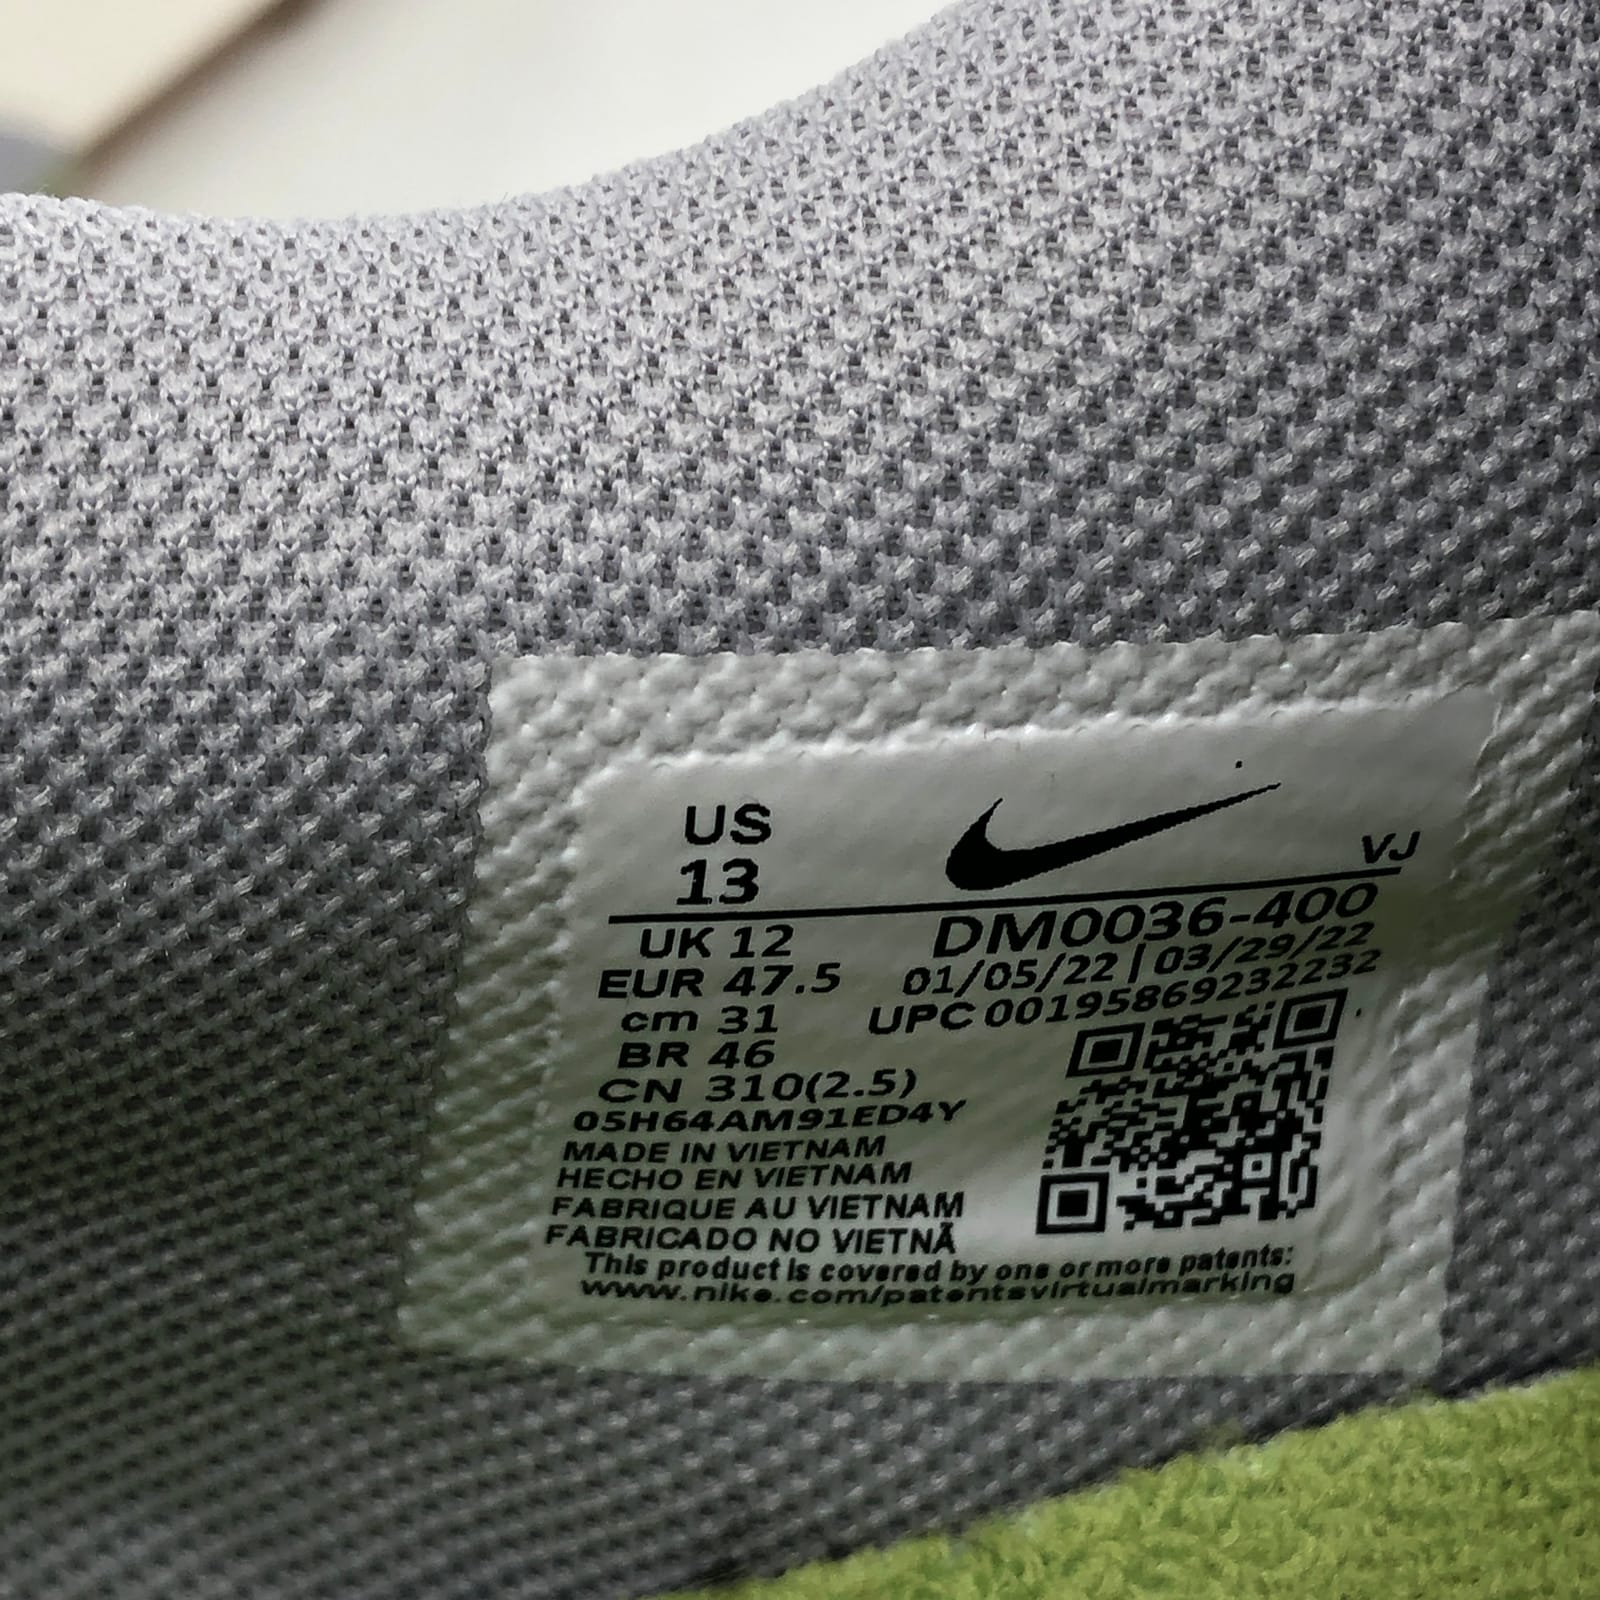 US
13
VJ
UK 12
EUR 47.5
cm 31
BR 46
CN 310(2.5)
05H64AM91ED4Y
DM0036-400
01/05/22 | 03/29/22
UPC 00195869232232
MADE IN VIETNAM
HECHO EN VIETNAM
FABRIQUE AU VIETNAM
FABRICADO NO VIETNÃ
This product is covered by one or more patents:
www.nike.com/patentsvirtualmarking